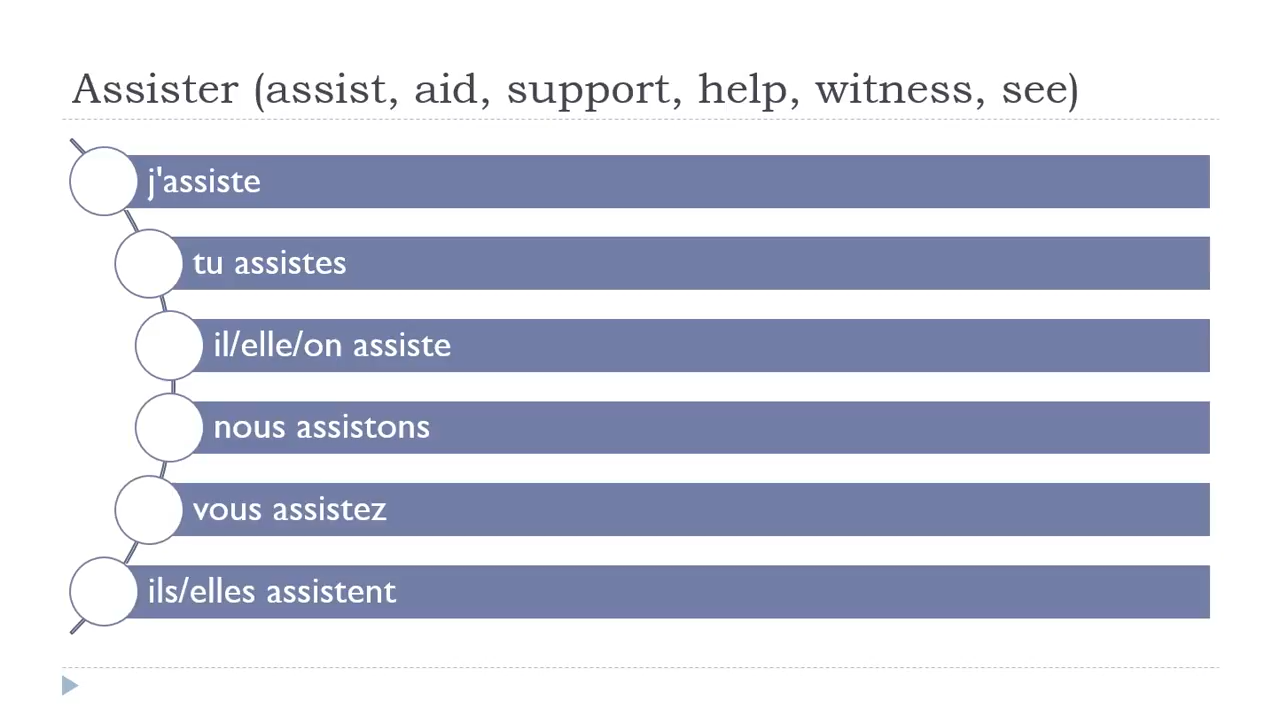 Assister (assist, aid, support, help, witness, see)
j'assiste
tu assistes
il/elle/on assiste
nous assistons
vous assistez
ils/elles assistent